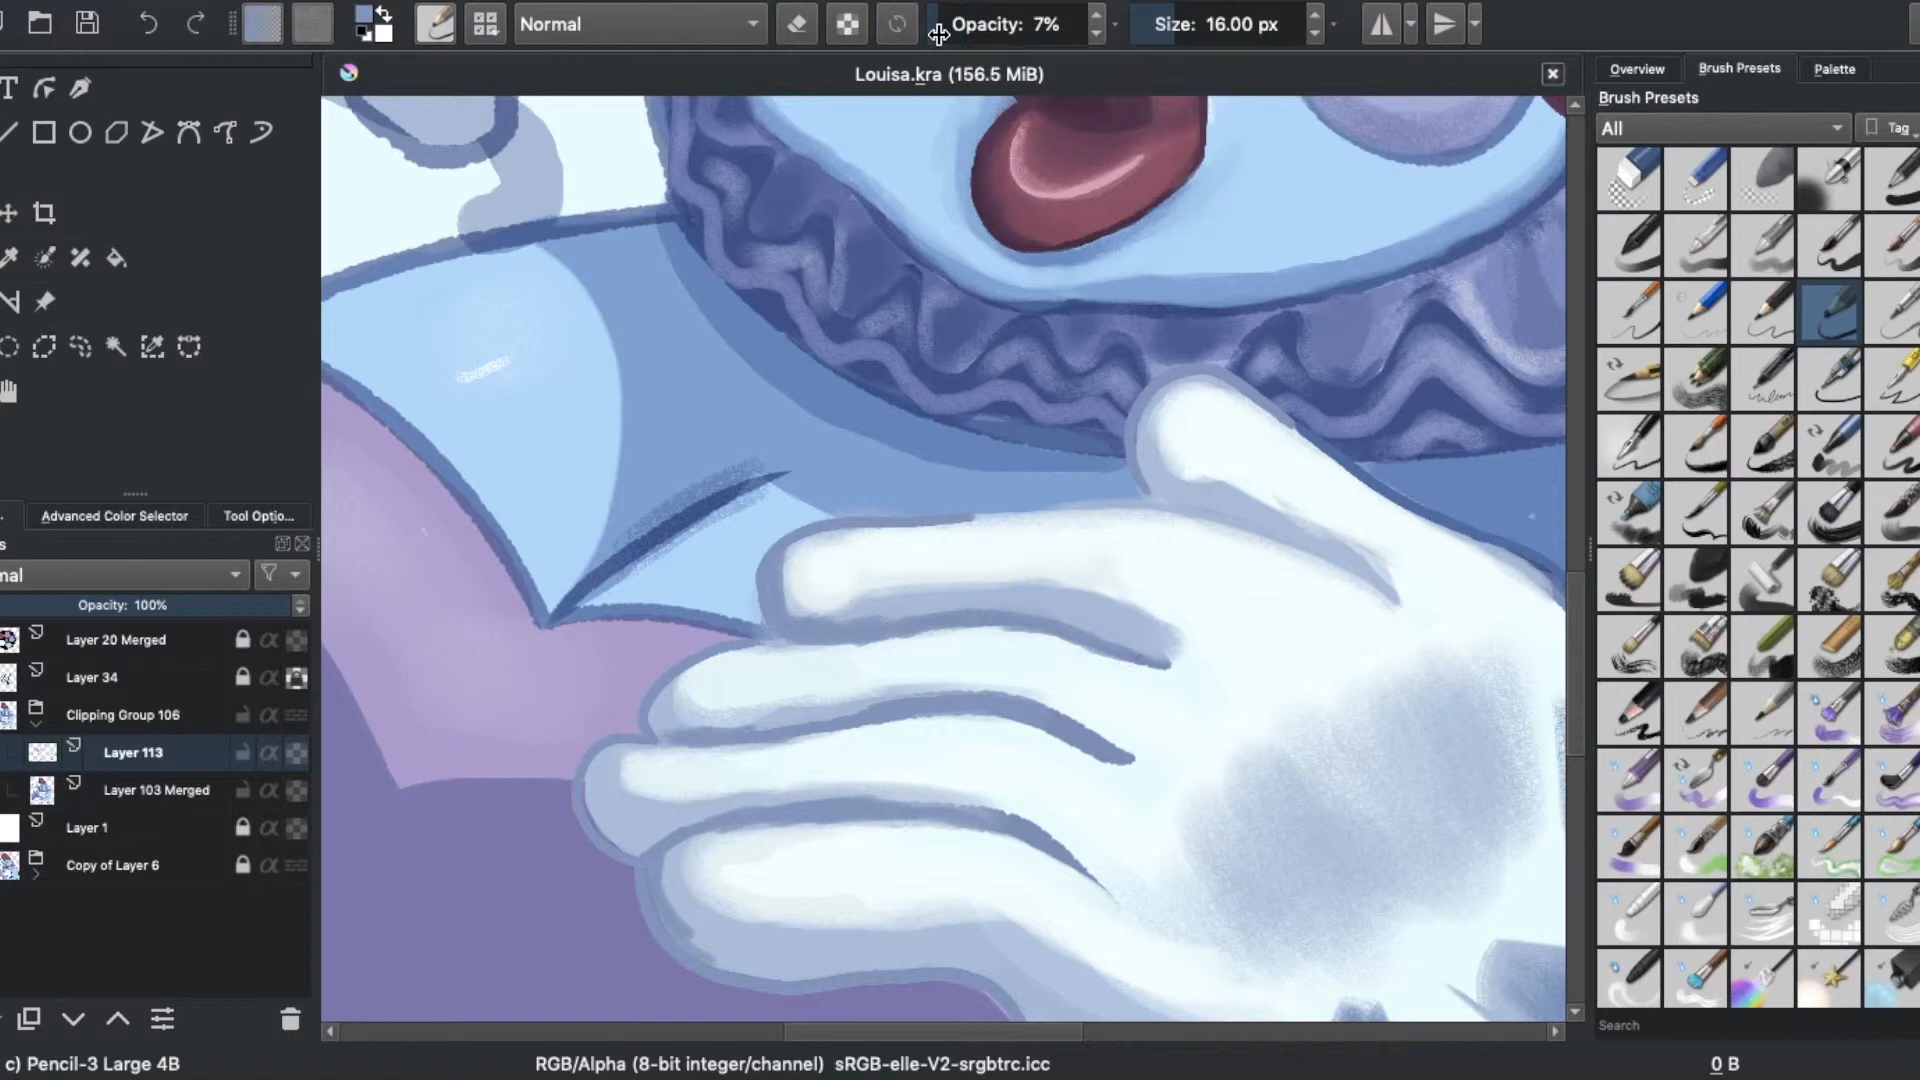 Normal
Opacity: 7%
Size: 16.00 px
Louisa.kra (156.5 MiB)
Overview
Brush Presets
Palette
Brush Presets
All
Tag
Advanced Color Selector
Tool Optio...
Opacity: 100%
Layer 20 Merged
Layer 34
Clipping Group 106
Layer 113
Layer 103 Merged
Layer 1
Copy of Layer 6
Search
c) Pencil-3 Large 4B
RGB/Alpha (8-bit integer/channel) sRGB-elle-V2-srgbtrc.icc
0 B